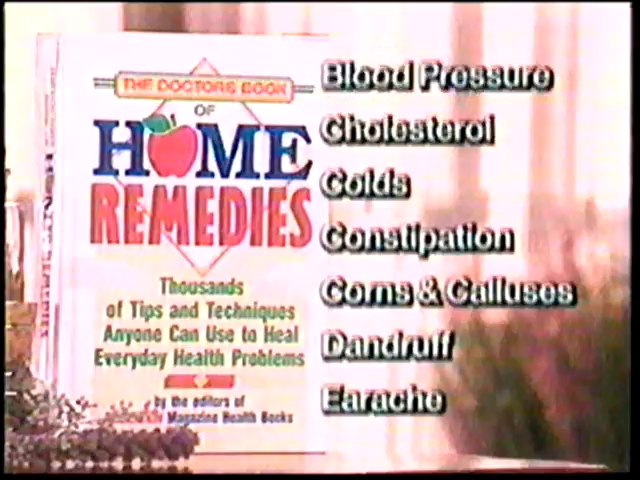 THE DOCTORS BOOK
OF
HOME
REMEDIES
Thousands
of Tips and Techniques
Anyone Can Use to Heal
Everyday Health Problems
by the editors of
Magazine Health Books
Blood Pressure
Cholesterol
Colds
Constipation
Corns & Calluses
Dandruff
Earache